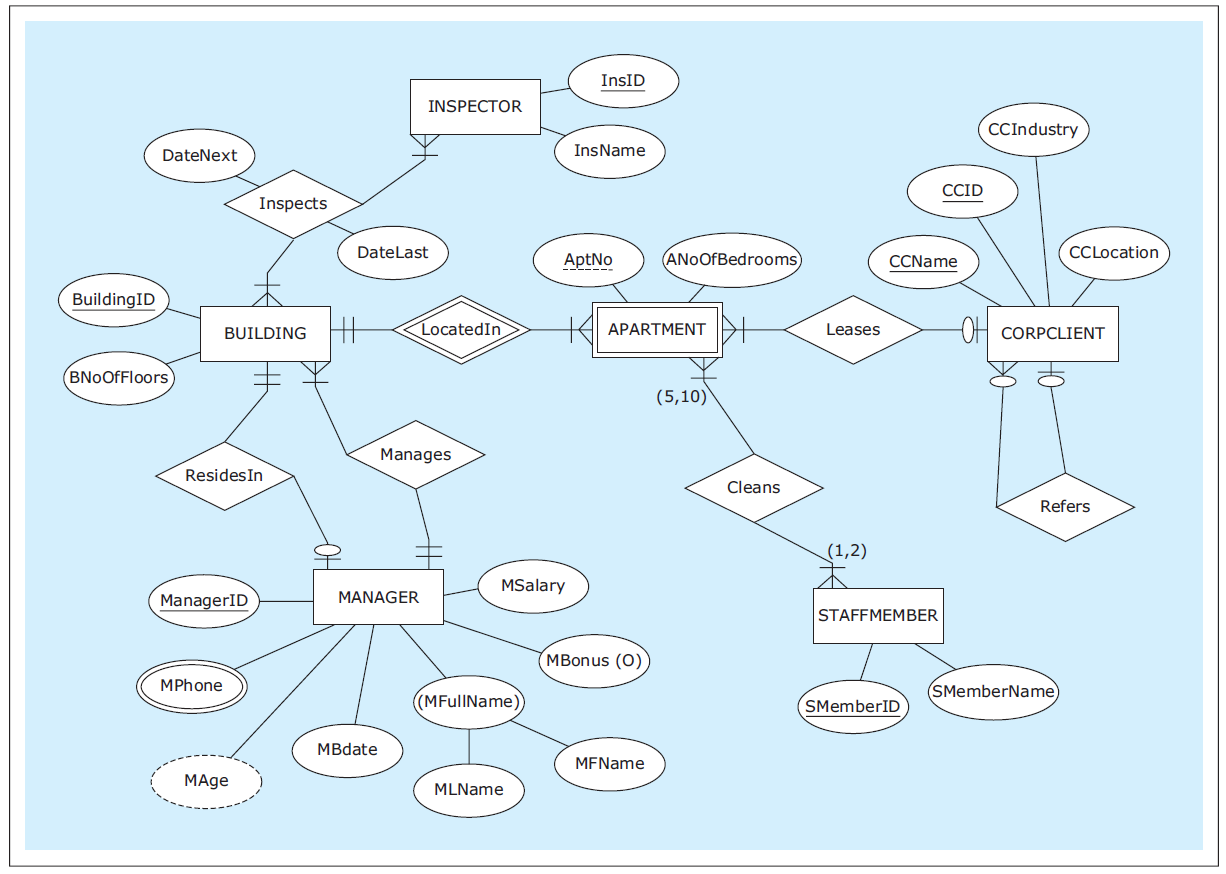 InsID
INSPECTOR
CCIndustry
InsName
DateNext
CCID
Inspects
DateLast
AptNo
ANoOfBedrooms
CCName
CCLocation
BuildingID
BUILDING
LocatedIn
APARTMENT
Leases
CORPCLIENT
BNoOfFloors
(5,10)
Manages
ResidesIn
Cleans
Refers
(1,2)
ManagerID
MANAGER
MSalary
STAFFMEMBER
MPhone
MBonus (O)
(MFullName)
SMemberID
SMemberName
MBdate
MFName
MAge
MLName